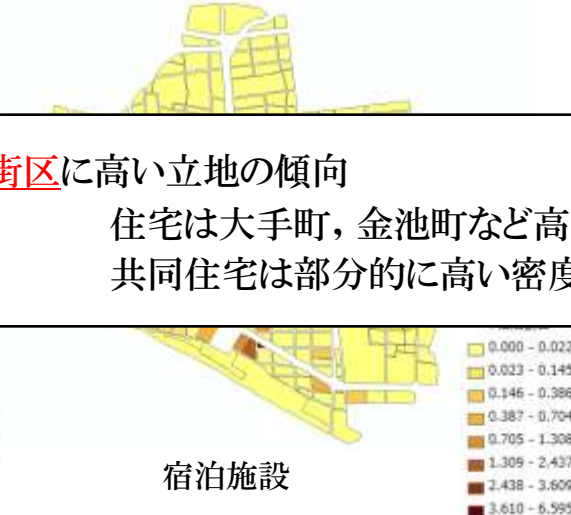 街区に高い立地の傾向
住宅は大手町，金池町など高
共同住宅は部分的に高い密度
0.000 - 0.022
0.023 - 0.145
0.146 - 0.386
0.387 - 0.704
0.705 - 1.308
1.309 - 2.437
2.438 - 3.609
3.610 - 6.595
宿泊施設